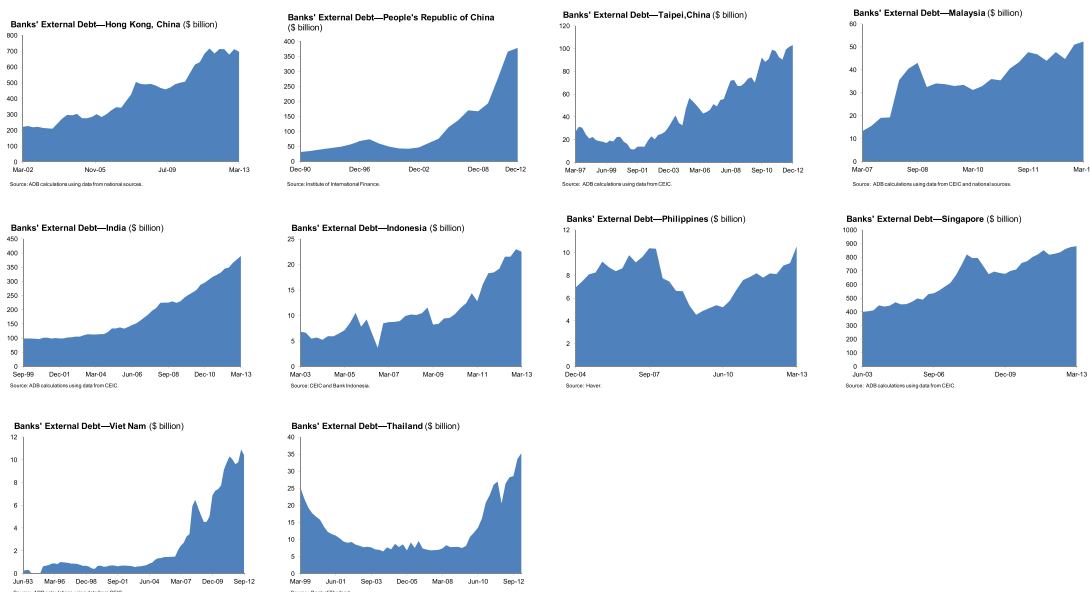 Banks' External Debt—Hong Kong, China ($ billion)
800
700
600
500
400
300
200
100
0
Mar-02 Nov-05 Jul-09 Mar-13
Source: ADB calculations using data from national sources.
Banks' External Debt—People's Republic of China
($ billion)
400
350
300
250
200
150
100
50
0
Dec-90 Dec-96 Dec-02 Dec-08 Dec-12
Source: Institute of International Finance.
Banks' External Debt—Taipei,China ($ billion)
120
100
80
60
40
20
0
Mar-97 Jun-99 Sep-01 Dec-03 Mar-06 Jun-08 Sep-10 Dec-12
Source: ADB calculations using data from CEIC.
Banks' External Debt—Malaysia ($ billion)
60
50
40
30
20
10
0
Mar-07 Sep-08 Mar-10 Sep-11 Mar-1
Source: ADB calculations using data from CEIC and national sources.
Banks' External Debt—India ($ billion)
450
400
350
300
250
200
150
100
50
0
Sep-99 Dec-01 Mar-04 Jun-06 Sep-08 Dec-10 Mar-13
Source: ADB calculations using data from CEIC.
Banks' External Debt—Indonesia ($ billion)
25
20
15
10
5
0
Mar-03 Mar-05 Mar-07 Mar-09 Mar-11 Mar-13
Source: CEIC and Bank Indonesia.
Banks' External Debt—Philippines ($ billion)
12
10
8
6
4
2
0
Dec-04 Sep-07 Jun-10 Mar-13
Source: Haver.
Banks' External Debt—Singapore ($ billion)
1000
900
800
700
600
500
400
300
200
100
0
Jun-03 Sep-06 Dec-09 Mar-13
Source: ADB calculations using data from CEIC.
Banks' External Debt—Viet Nam ($ billion)
12
10
8
6
4
2
0
Jun-93 Mar-96 Dec-98 Sep-01 Jun-04 Mar-07 Dec-09 Sep-12
Banks' External Debt—Thailand ($ billion)
40
35
30
25
20
15
10
5
0
Mar-99 Jun-01 Sep-03 Dec-05 Mar-08 Jun-10 Sep-12